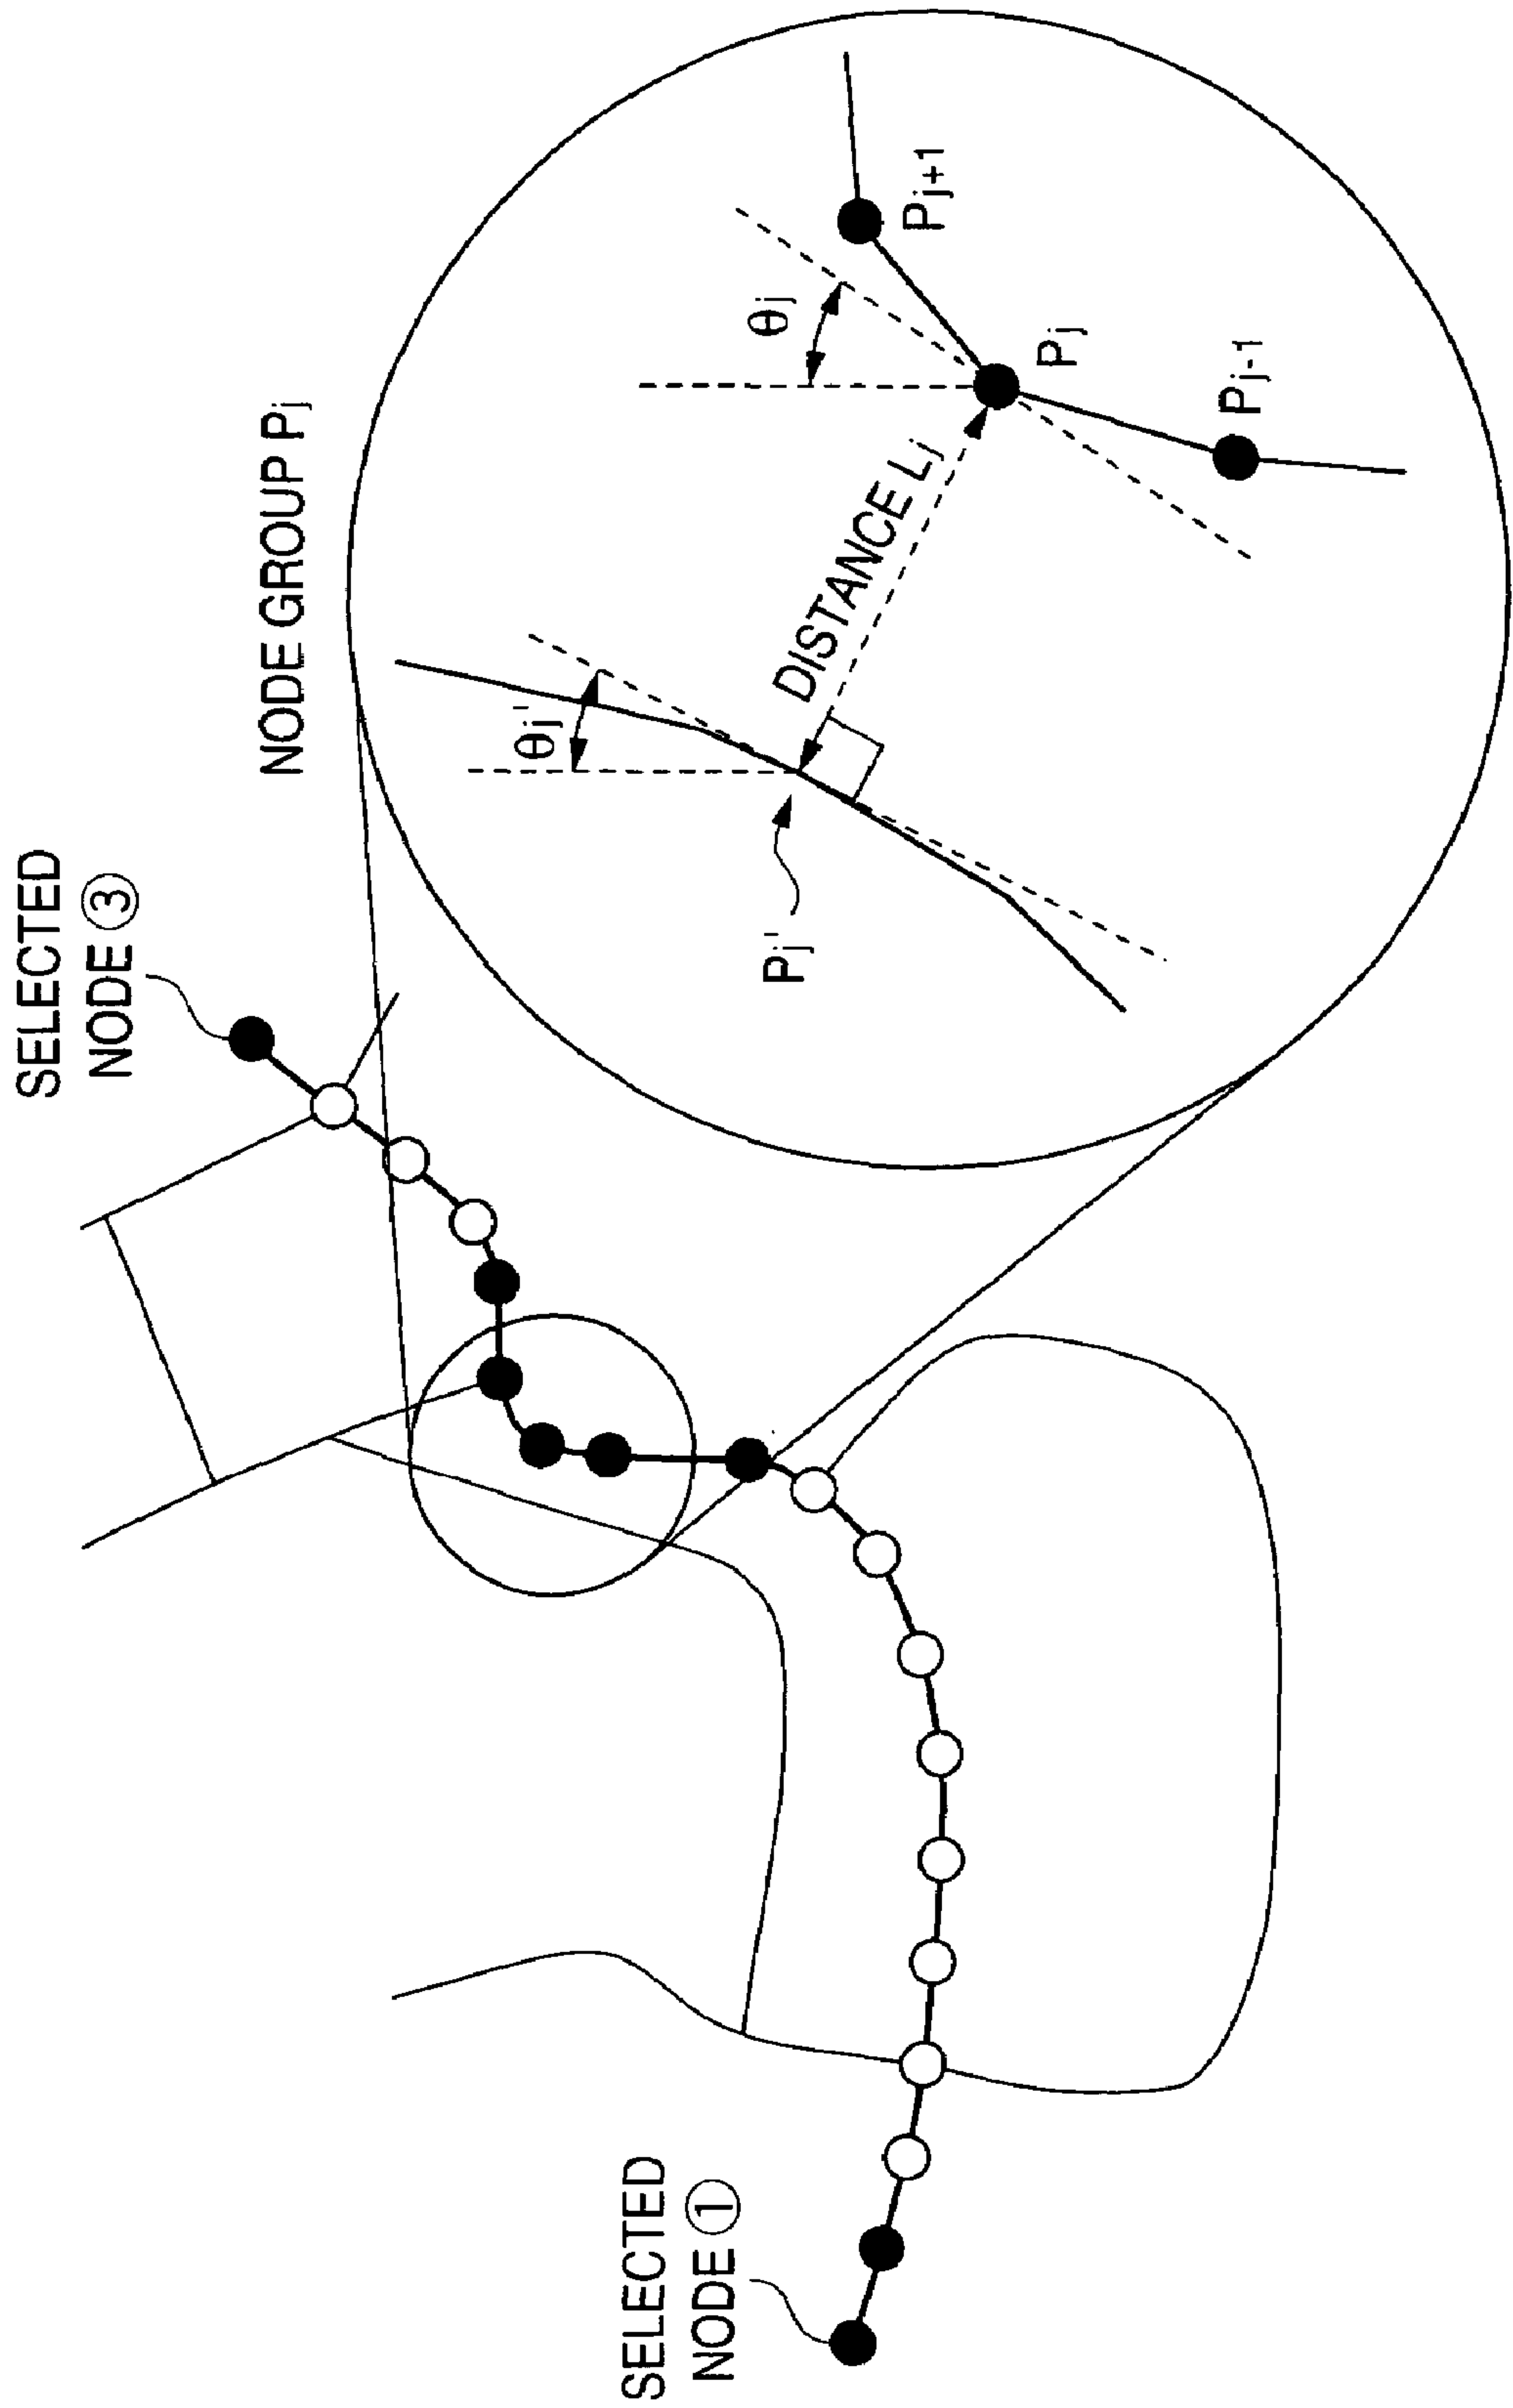 SELECTED
NODE ①
SELECTED
NODE ③
NODE GROUP Pj
Pj'
θj'
DISTANCE Lj
θj
Pj-1
Pj
Pj+1